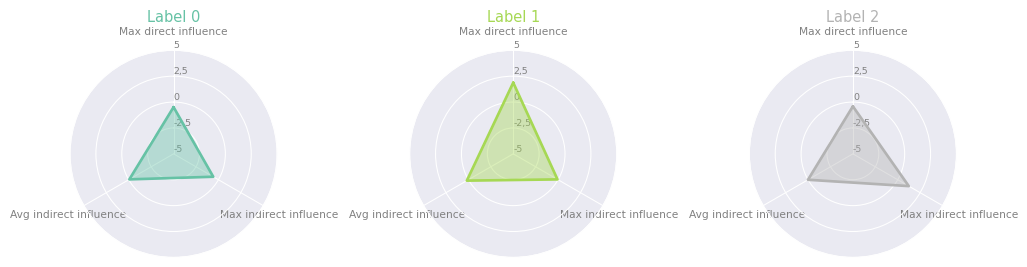 Label 0
Max direct influence
5
2,5
0
-2,5
-5
Avg indirect influence
Max indirect influence
Label 1
Max direct influence
5
2,5
0
-2,5
-5
Avg indirect influence
Max indirect influence
Label 2
Max direct influence
5
2,5
0
-2,5
-5
Avg indirect influence
Max indirect influence